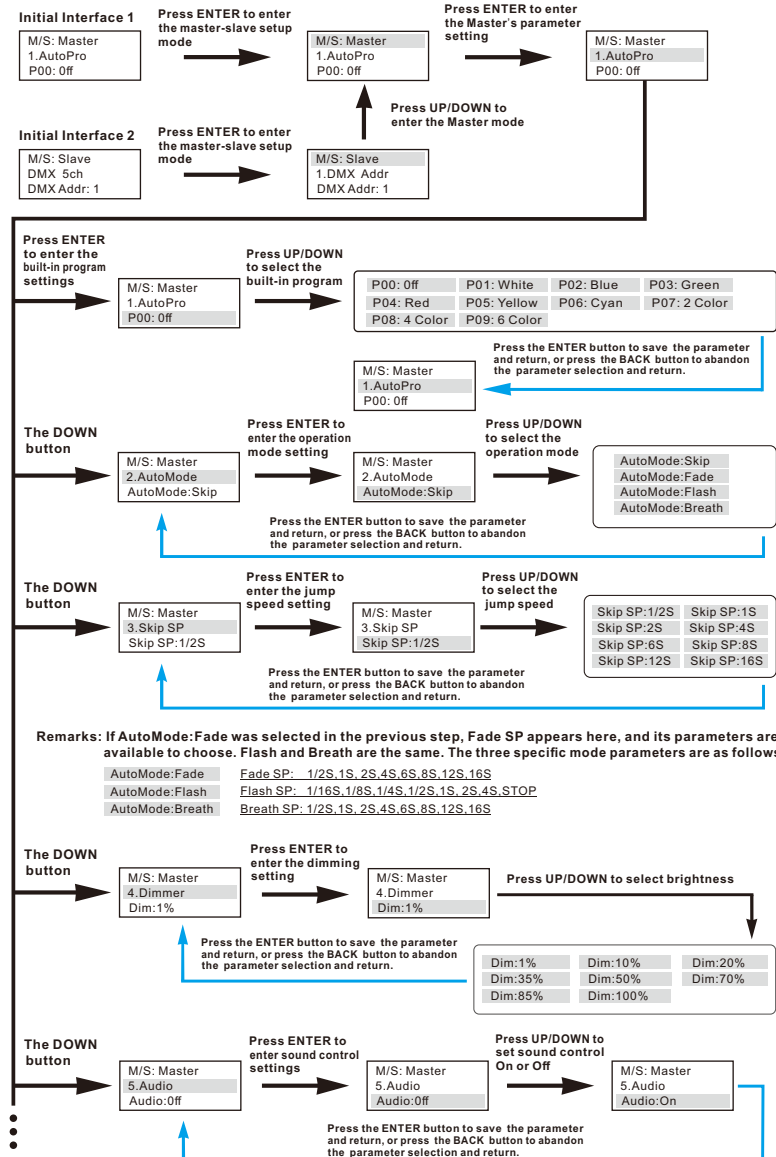 Initial Interface 1
M/S: Master
1.AutoPro
P00: 0ff
Press ENTER to enter
the master-slave setup
mode
M/S: Master
1.AutoPro
P00: 0ff
Press ENTER to enter
the Master's parameter
setting
M/S: Master
1.AutoPro
P00: 0ff
Press UP/DOWN to
enter the Master mode
Initial Interface 2
M/S: Slave
DMX 5ch
DMX Addr: 1
Press ENTER to enter
the master-slave setup
mode
M/S: Slave
1.DMX Addr
DMX Addr: 1
Press ENTER
to enter the
built-in program
settings
M/S: Master
1.AutoPro
P00: 0ff
Press UP/DOWN
to select the
built-in program
P00: 0ff P01: White P02: Blue P03: Green
P04: Red P05: Yellow P06: Cyan P07: 2 Color
P08: 4 Color P09: 6 Color
Press the ENTER button to save the parameter
and return, or press the BACK button to abandon
the parameter selection and return.
M/S: Master
1.AutoPro
P00: 0ff
The DOWN
button
M/S: Master
2.AutoMode
AutoMode:Skip
Press ENTER to
enter the operation
mode setting
M/S: Master
2.AutoMode
AutoMode:Skip
Press UP/DOWN
to select the
operation mode
AutoMode:Skip
AutoMode:Fade
AutoMode:Flash
AutoMode:Breath
Press the ENTER button to save the parameter
and return, or press the BACK button to abandon
the parameter selection and return.
The DOWN
button
M/S: Master
3.Skip SP
Skip SP:1/2S
Press ENTER to
enter the jump
speed setting
M/S: Master
3.Skip SP
Skip SP:1/2S
Press UP/DOWN
to select the
jump speed
Skip SP:1/2S Skip SP:1S
Skip SP:2S Skip SP:4S
Skip SP:6S Skip SP:8S
Skip SP:12S Skip SP:16S
Press the ENTER button to save the parameter
and return, or press the BACK button to abandon
the parameter selection and return.
Remarks: If AutoMode:Fade was selected in the previous step, Fade SP appears here, and its parameters are
available to choose. Flash and Breath are the same. The three specific mode parameters are as follows
AutoMode:Fade Fade SP: 1/2S,1S, 2S,4S,6S,8S,12S,16S
AutoMode:Flash Flash SP: 1/16S,1/8S,1/4S,1/2S,1S, 2S,4S,STOP
AutoMode:Breath Breath SP: 1/2S,1S, 2S,4S,6S,8S,12S,16S
The DOWN
button
M/S: Master
4.Dimmer
Dim:1%
Press ENTER to
enter the dimming
setting
M/S: Master
4.Dimmer
Dim:1%
Press UP/DOWN to select brightness
Press the ENTER button to save the parameter
and return, or press the BACK button to abandon
the parameter selection and return.
Dim:1% Dim:10% Dim:20%
Dim:35% Dim:50% Dim:70%
Dim:85% Dim:100%
The DOWN
button
M/S: Master
5.Audio
Audio:0ff
Press ENTER to
enter sound control
settings
M/S: Master
5.Audio
Audio:0ff
Press UP/DOWN to
set sound control
On or Off
M/S: Master
5.Audio
Audio:On
Press the ENTER button to save the parameter
and return, or press the BACK button to abandon
the parameter selection and return.